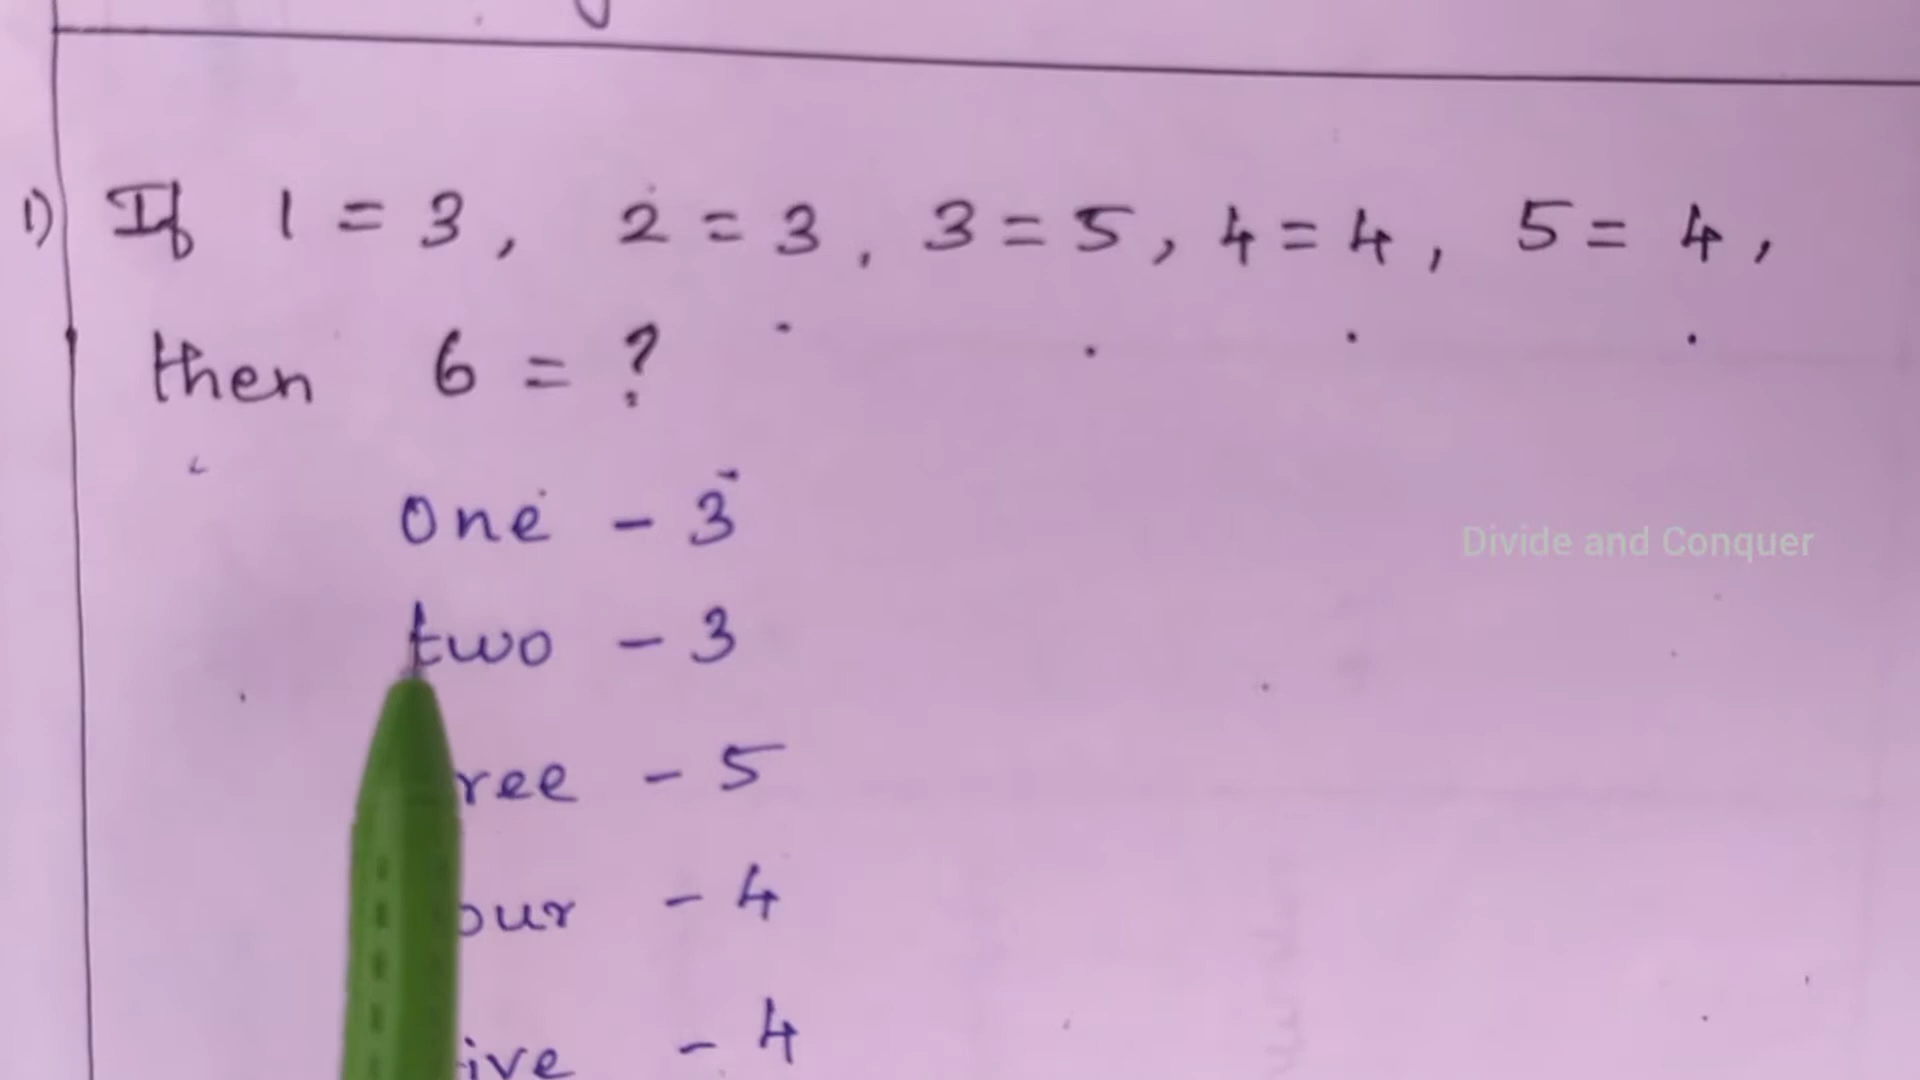 1) If 1 = 3, 2 = 3, 3 = 5, 4 = 4, 5 = 4,
then 6 = ?
one - 3
two - 3
ree - 5
Divide and Conquer
our - 4
ive - 4